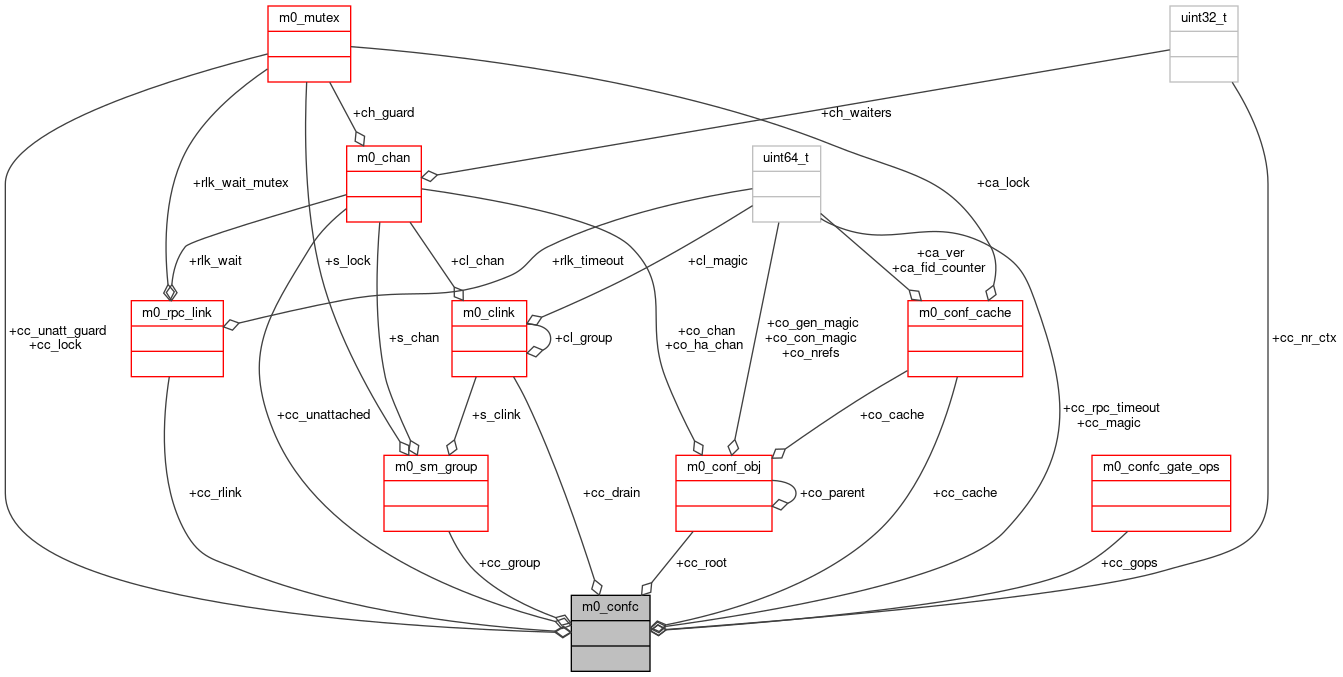 m0_mutex
uint32_t
+ch_guard
+ch_waiters
m0_chan
uint64_t
+rlk_wait_mutex
+ca_lock
+rlk_wait
+s_lock
+cl_chan
+rlk_timeout
+cl_magic
+ca_ver
+ca_fid_counter
m0_rpc_link
m0_clink
m0_conf_cache
+cc_unatt_guard
+cc_lock
+s_chan
+cl_group
+co_chan
+co_ha_chan
+co_gen_magic
+co_con_magic
+co_nrefs
+cc_nr_ctx
+cc_unattached
+s_clink
+co_cache
+cc_rpc_timeout
+cc_magic
m0_sm_group
m0_conf_obj
m0_confc_gate_ops
+cc_rlink
+cc_drain
+co_parent
+cc_cache
+cc_group
+cc_root
+cc_gops
m0_confc